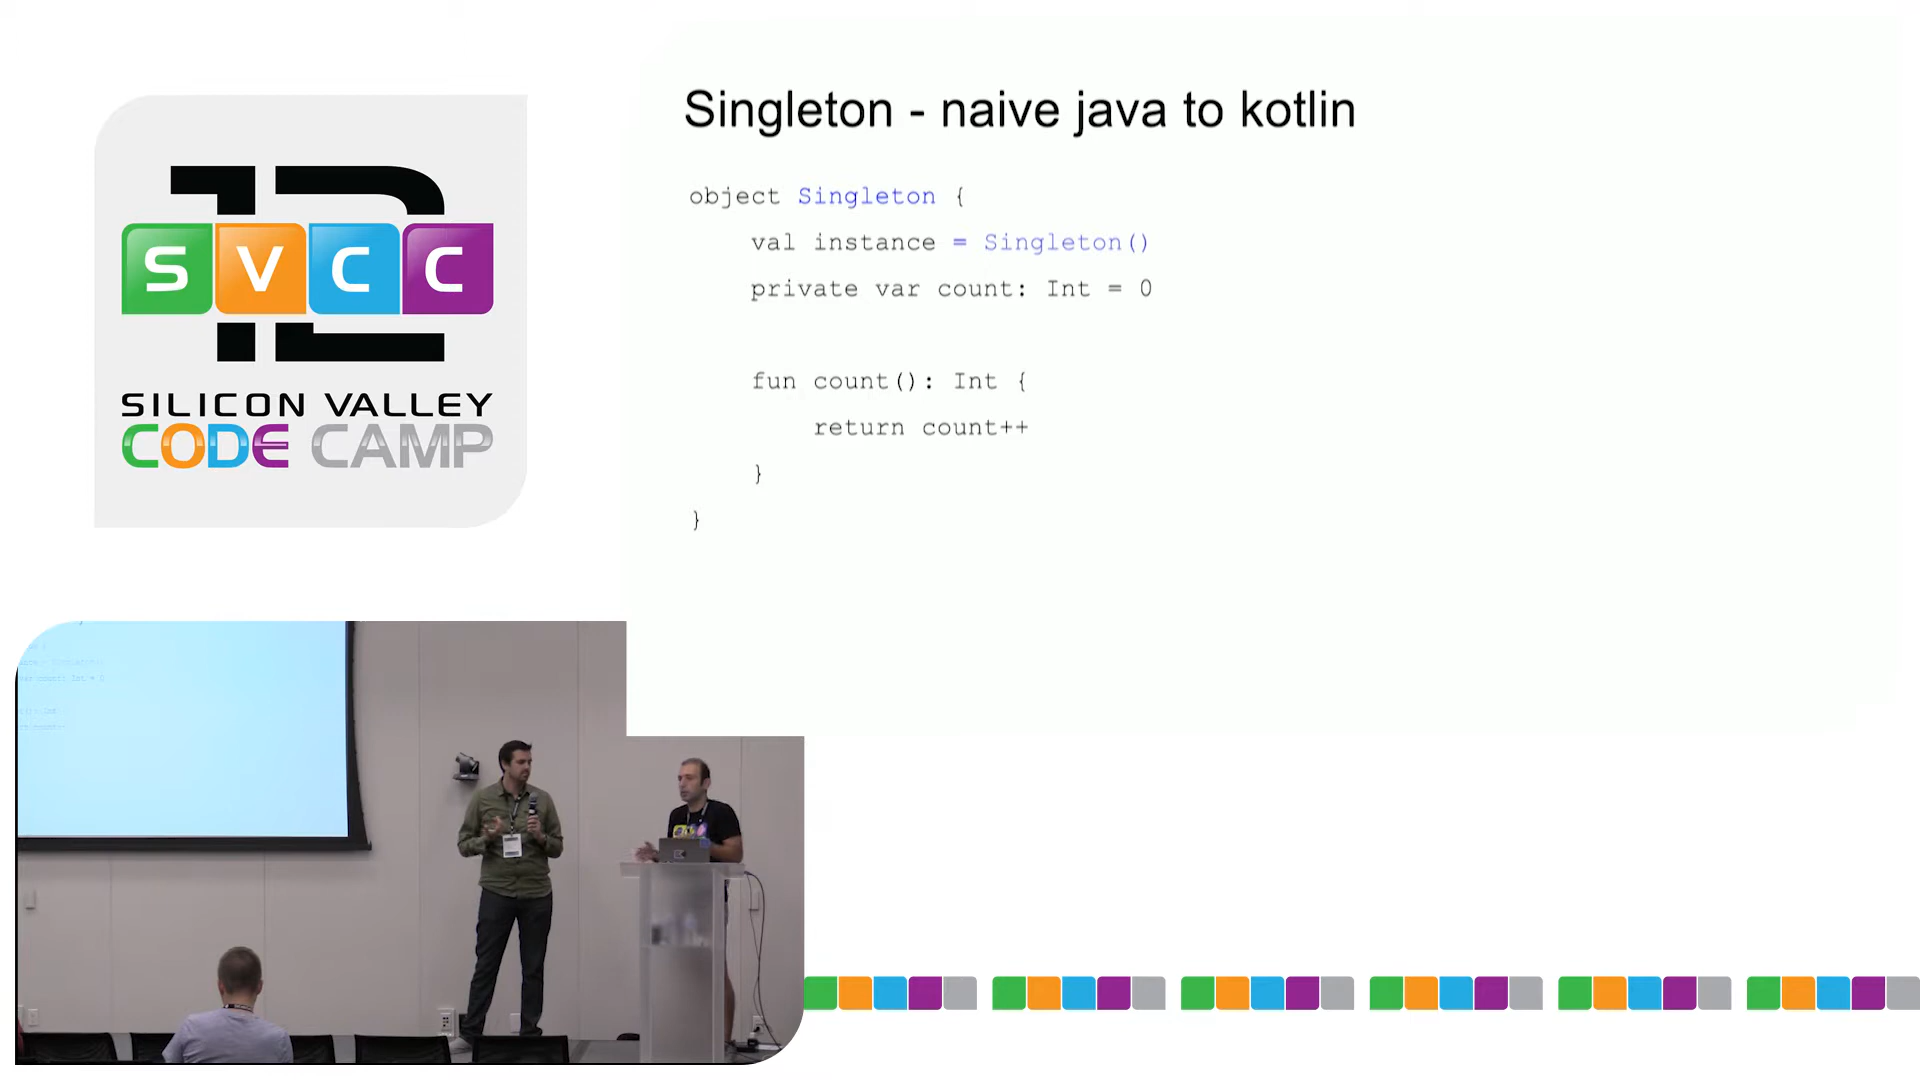 12
SVCC
SILICON VALLEY
CODE CAMP
Singleton - naive java to kotlin
object Singleton {
val instance = Singleton()
private var count: Int = 0
fun count(): Int {
return count++
}
}